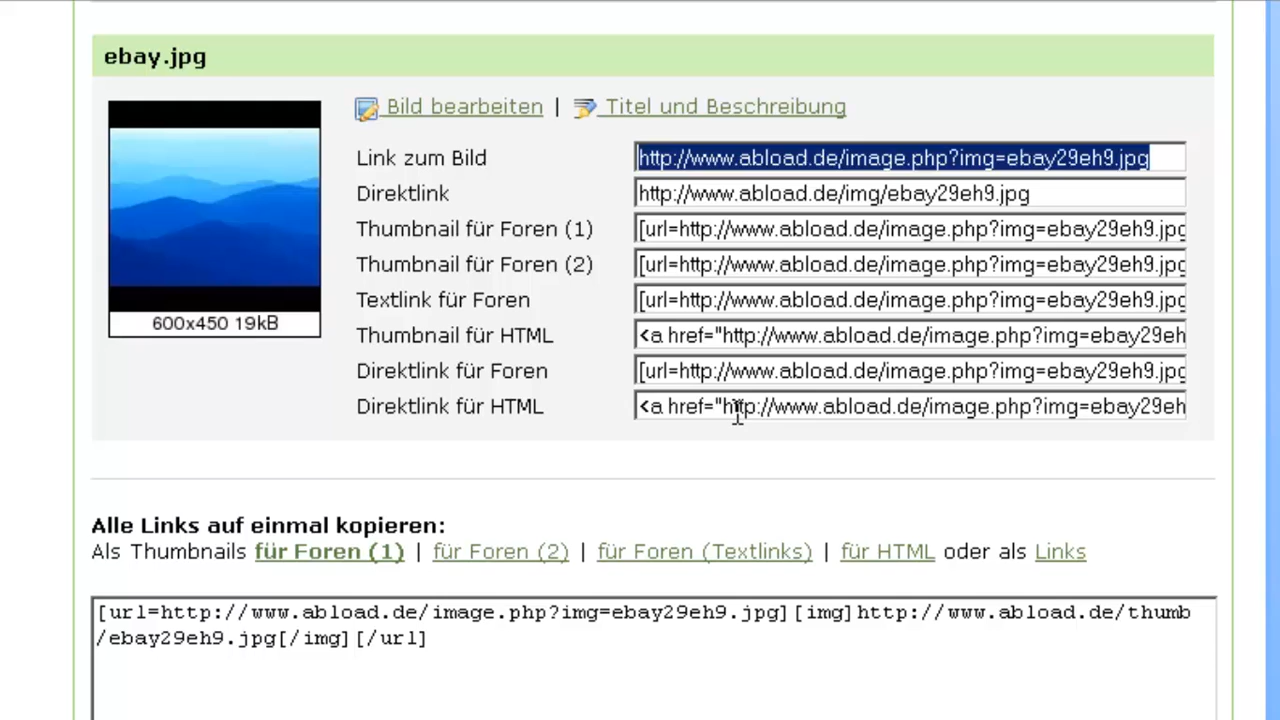 ebay.jpg
Bild bearbeiten | Titel und Beschreibung
Link zum Bild http://www.abload.de/image.php?img=ebay29eh9.jpg
Direktlink http://www.abload.de/img/ebay29eh9.jpg
Thumbnail für Foren (1) [url=http://www.abload.de/image.php?img=ebay29eh9.jpg
Thumbnail für Foren (2) [url=http://www.abload.de/image.php?img=ebay29eh9.jpg
Textlink für Foren [url=http://www.abload.de/image.php?img=ebay29eh9.jpg
Thumbnail für HTML <a href="http://www.abload.de/image.php?img=ebay29eh
Direktlink für Foren [url=http://www.abload.de/image.php?img=ebay29eh9.jpg
Direktlink für HTML <a href="http://www.abload.de/image.php?img=ebay29eh
600x450 19kB
Alle Links auf einmal kopieren:
Als Thumbnails für Foren (1) | für Foren (2) | für Foren (Textlinks) | für HTML oder als Links
[url=http://www.abload.de/image.php?img=ebay29eh9.jpg][img]http://www.abload.de/thumb
/ebay29eh9.jpg[/img][/url]